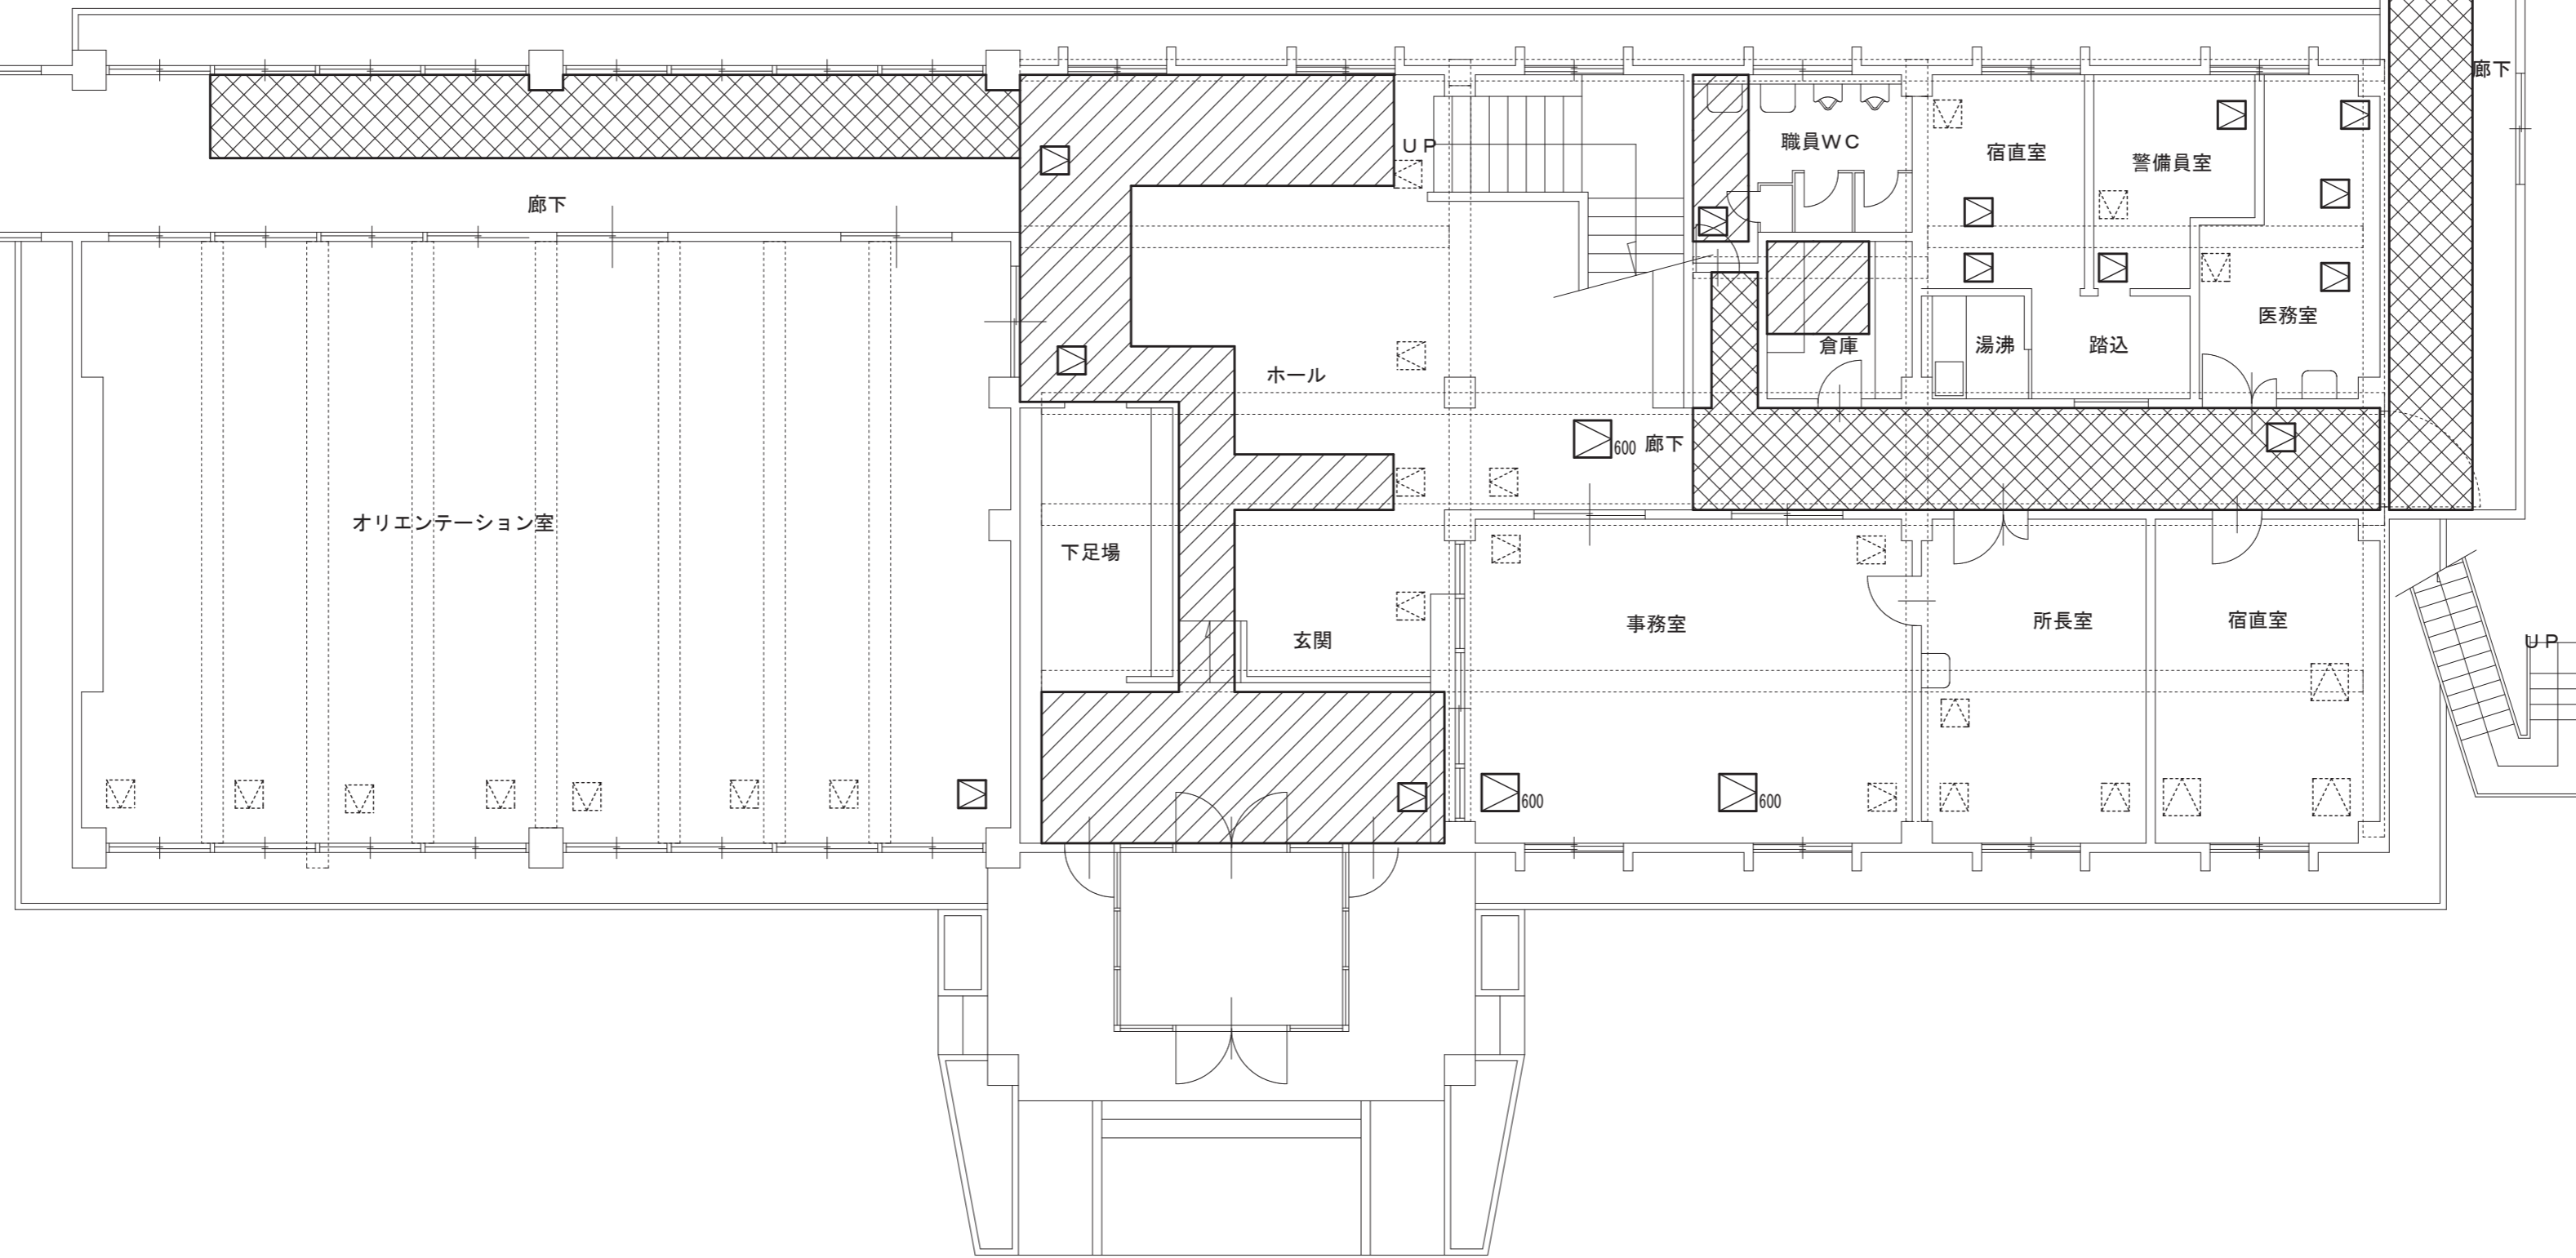 廊下
UP
職員WC
宿直室
警備員室
廊下
医務室
倉庫
湯沸
踏込
ホール
600
廊下
オリエンテーション室
下足場
玄関
事務室
所長室
宿直室
UP
600
600